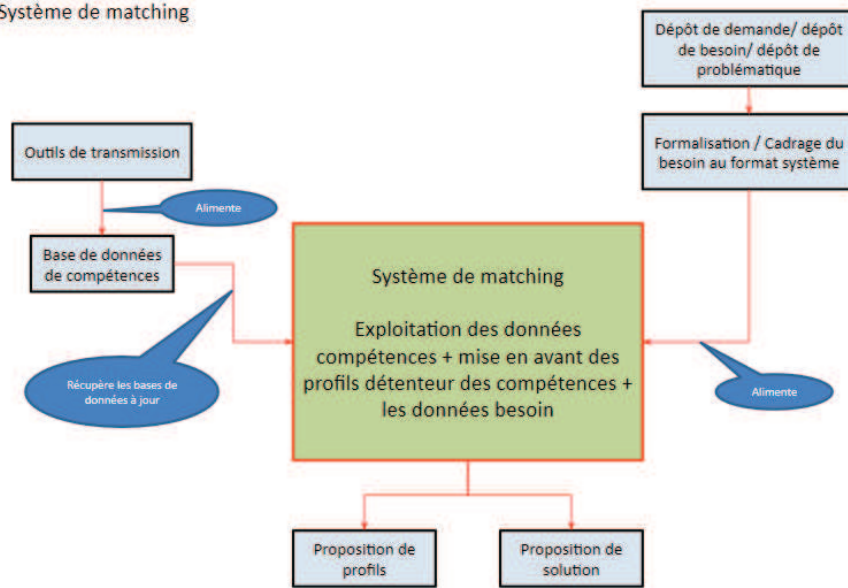 Système de matching
Dépôt de demande/ dépôt
de besoin/ dépôt de
problématique
Outils de transmission
Formalisation / Cadrage du
besoin au format système
Alimente
Base de données
de compétences
Système de matching
Exploitation des données
compétences + mise en avant des
profils détenteur des compétences +
les données besoin
Récupère les bases de
données à jour
Alimente
Proposition de
profils
Proposition de
solution